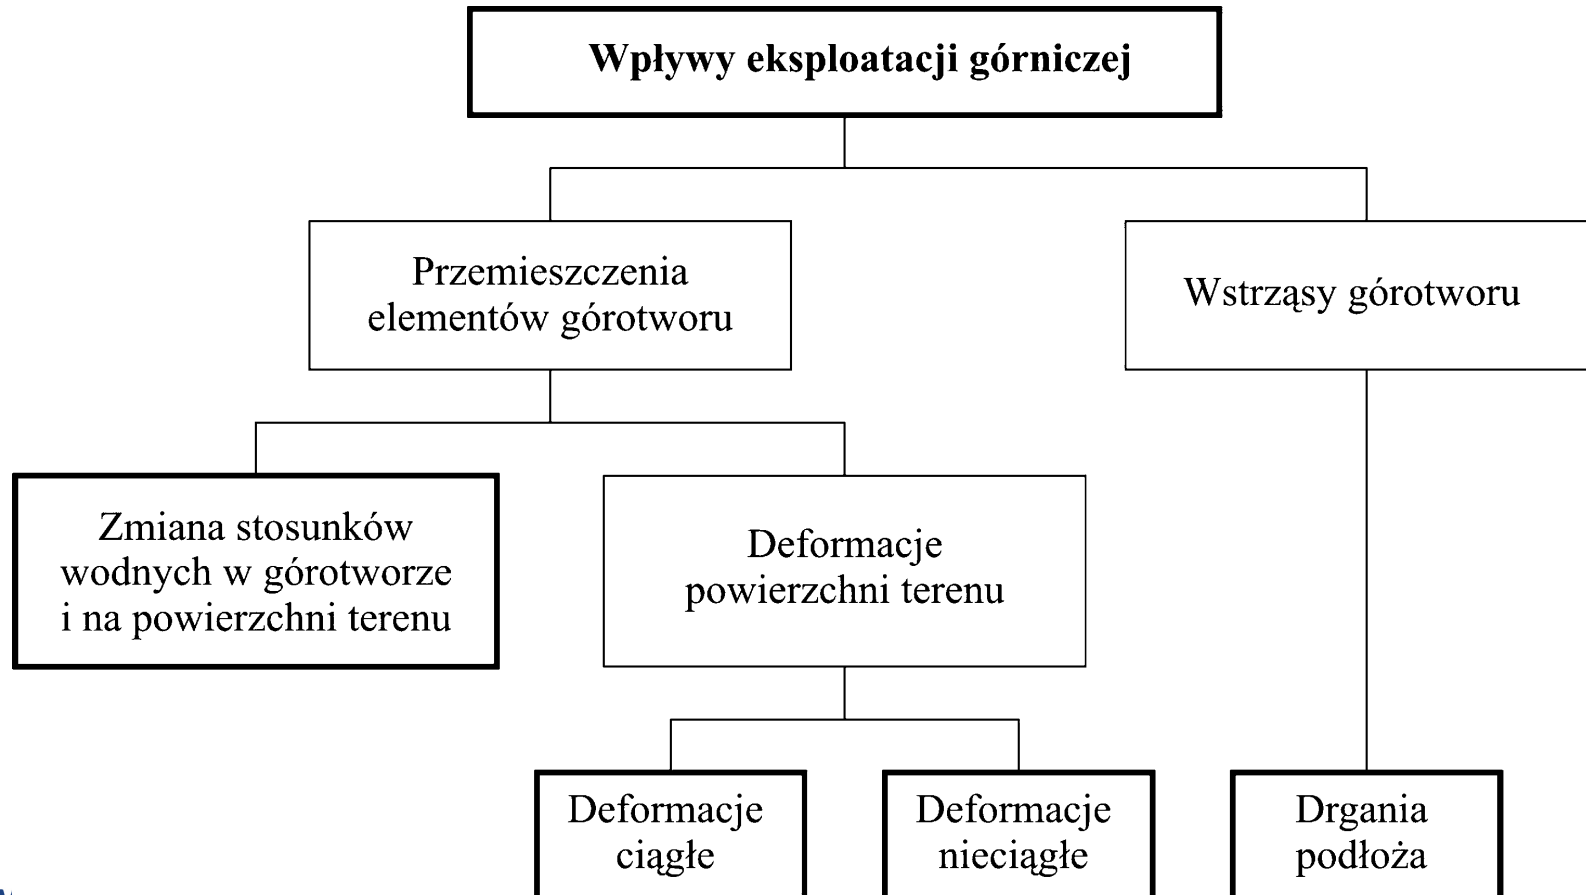 Wpływy eksploatacji górniczej
Przemieszczenia
elementów górotworu
Wstrząsy górotworu
Zmiana stosunków
wodnych w górotworze
i na powierzchni terenu
Deformacje
powierzchni terenu
Deformacje
ciągłe
Deformacje
nieciągłe
Drgania
podłoża